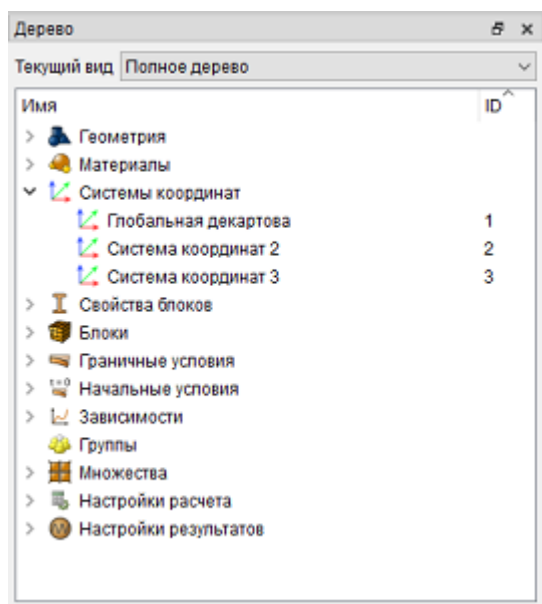 Дерево
Текущий вид Полное дерево
Имя ID
Геометрия
Материалы
Системы координат
Глобальная декартова 1
Система координат 2 2
Система координат 3 3
Свойства блоков
Блоки
Граничные условия
t=0 Начальные условия
Зависимости
Группы
Множества
Настройки расчета
Настройки результатов